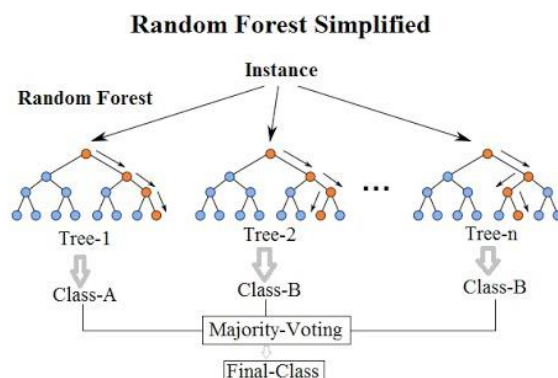 Random Forest Simplified
Instance
Random Forest
...
Tree-1
Tree-2
Tree-n
Class-A
Class-B
Class-B
Majority-Voting
Final-Class